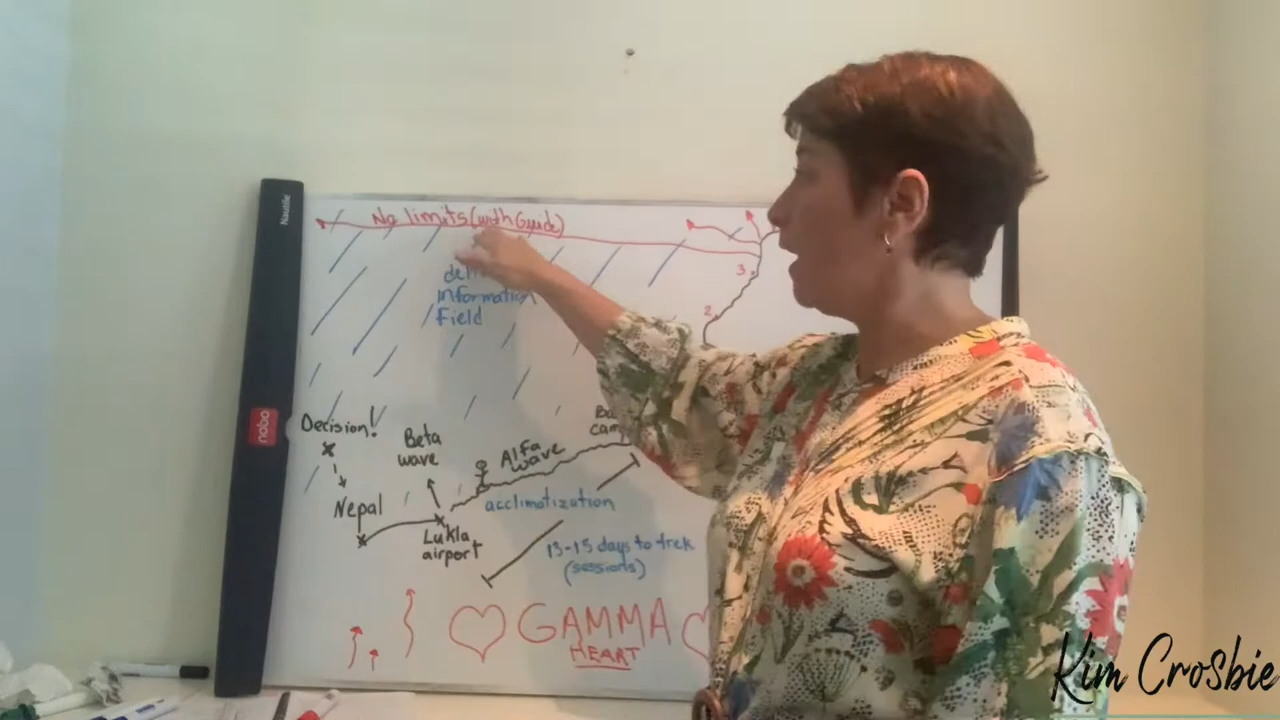 Nautile
No limits (with Guide)
3
Information
Field
2
nobo
Decision!
Beta
wave
Alfa
wave
Nepal
acclimatization
Lukla
airport
13-15 days to trek
(sessions)
GAMMA
HEART
Kim Crosbie